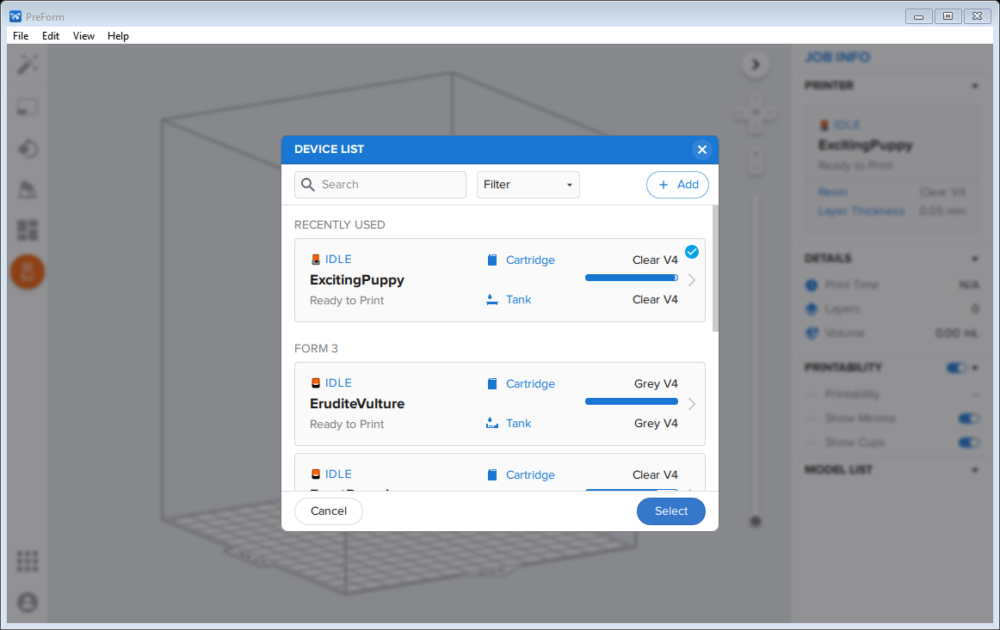 PreForm
File Edit View Help
JOB INFO
PRINTER
IDLE
ExcitingPuppy
Ready to Print
Resin Clear V4
Layer Thickness 0.05 mm
DETAILS
Print Time N/A
Layers 0
Volume 0.00 mL
PRINTABILITY
Printability
Show Minima
Show Cups
MODEL LIST
DEVICE LIST
Search Filter + Add
RECENTLY USED
IDLE Cartridge Clear V4
ExcitingPuppy
Ready to Print Tank Clear V4
FORM 3
IDLE Cartridge Grey V4
EruditeVulture
Ready to Print Tank Grey V4
IDLE Cartridge Clear V4
Cancel Select